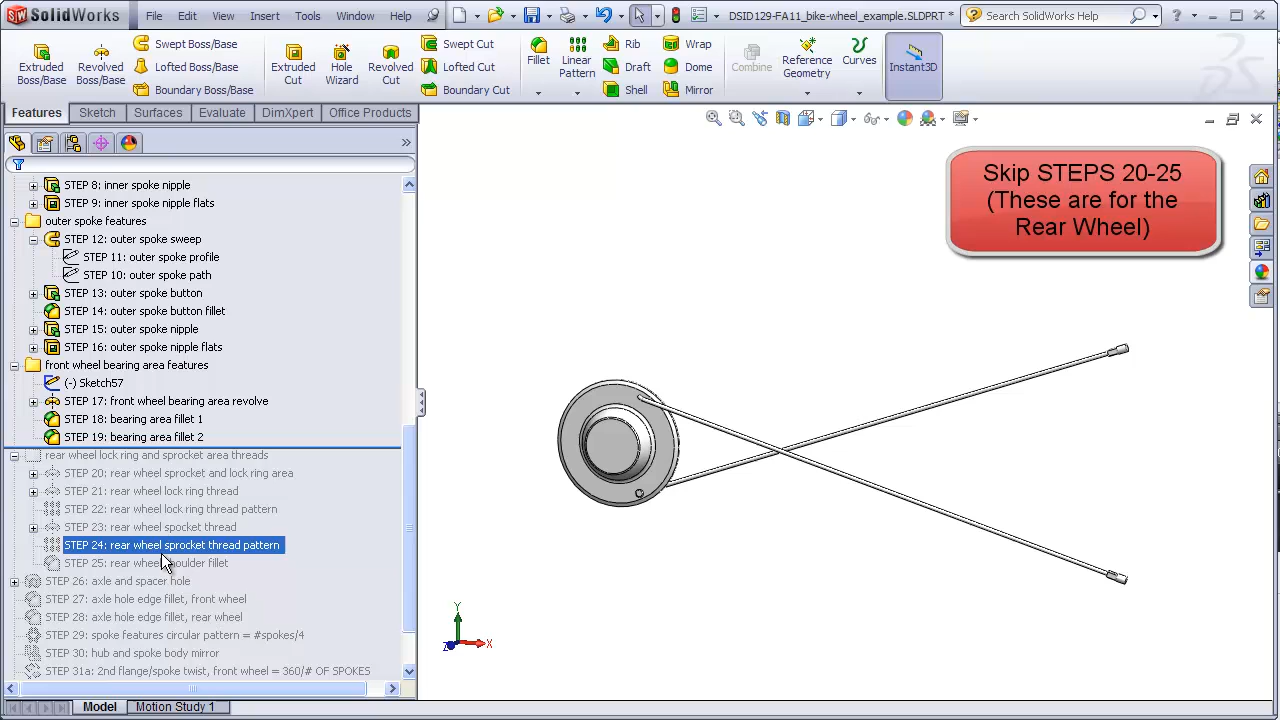 SolidWorks File Edit View Insert Tools Window Help DSID129-FA11_bike-wheel_example.SLDPRT * Search SolidWorks Help
Extruded Boss/Base
Revolved Boss/Base
Swept Boss/Base
Lofted Boss/Base
Boundary Boss/Base
Extruded Cut
Hole Wizard
Revolved Cut
Swept Cut
Lofted Cut
Boundary Cut
Fillet
Linear Pattern
Rib
Draft
Shell
Wrap
Dome
Mirror
Combine
Reference Geometry
Curves
Instant3D
Features Sketch Surfaces Evaluate DimXpert Office Products
STEP 8: inner spoke nipple
STEP 9: inner spoke nipple flats
outer spoke features
STEP 12: outer spoke sweep
STEP 11: outer spoke profile
STEP 10: outer spoke path
STEP 13: outer spoke button
STEP 14: outer spoke button fillet
STEP 15: outer spoke nipple
STEP 16: outer spoke nipple flats
front wheel bearing area features
(-) Sketch57
STEP 17: front wheel bearing area revolve
STEP 18: bearing area fillet 1
STEP 19: bearing area fillet 2
rear wheel lock ring and sprocket area threads
STEP 20: rear wheel sprocket and lock ring area
STEP 21: rear wheel lock ring thread
STEP 22: rear wheel lock ring thread pattern
STEP 23: rear wheel spocket thread
STEP 24: rear wheel sprocket thread pattern
STEP 25: rear wheel shoulder fillet
STEP 26: axle and spacer hole
STEP 27: axle hole edge fillet, front wheel
STEP 28: axle hole edge fillet, rear wheel
STEP 29: spoke features circular pattern = #spokes/4
STEP 30: hub and spoke body mirror
STEP 31a: 2nd flange/spoke twist, front wheel = 360/# OF SPOKES
Skip STEPS 20-25
(These are for the
Rear Wheel)
Y
Z X
Model Motion Study 1